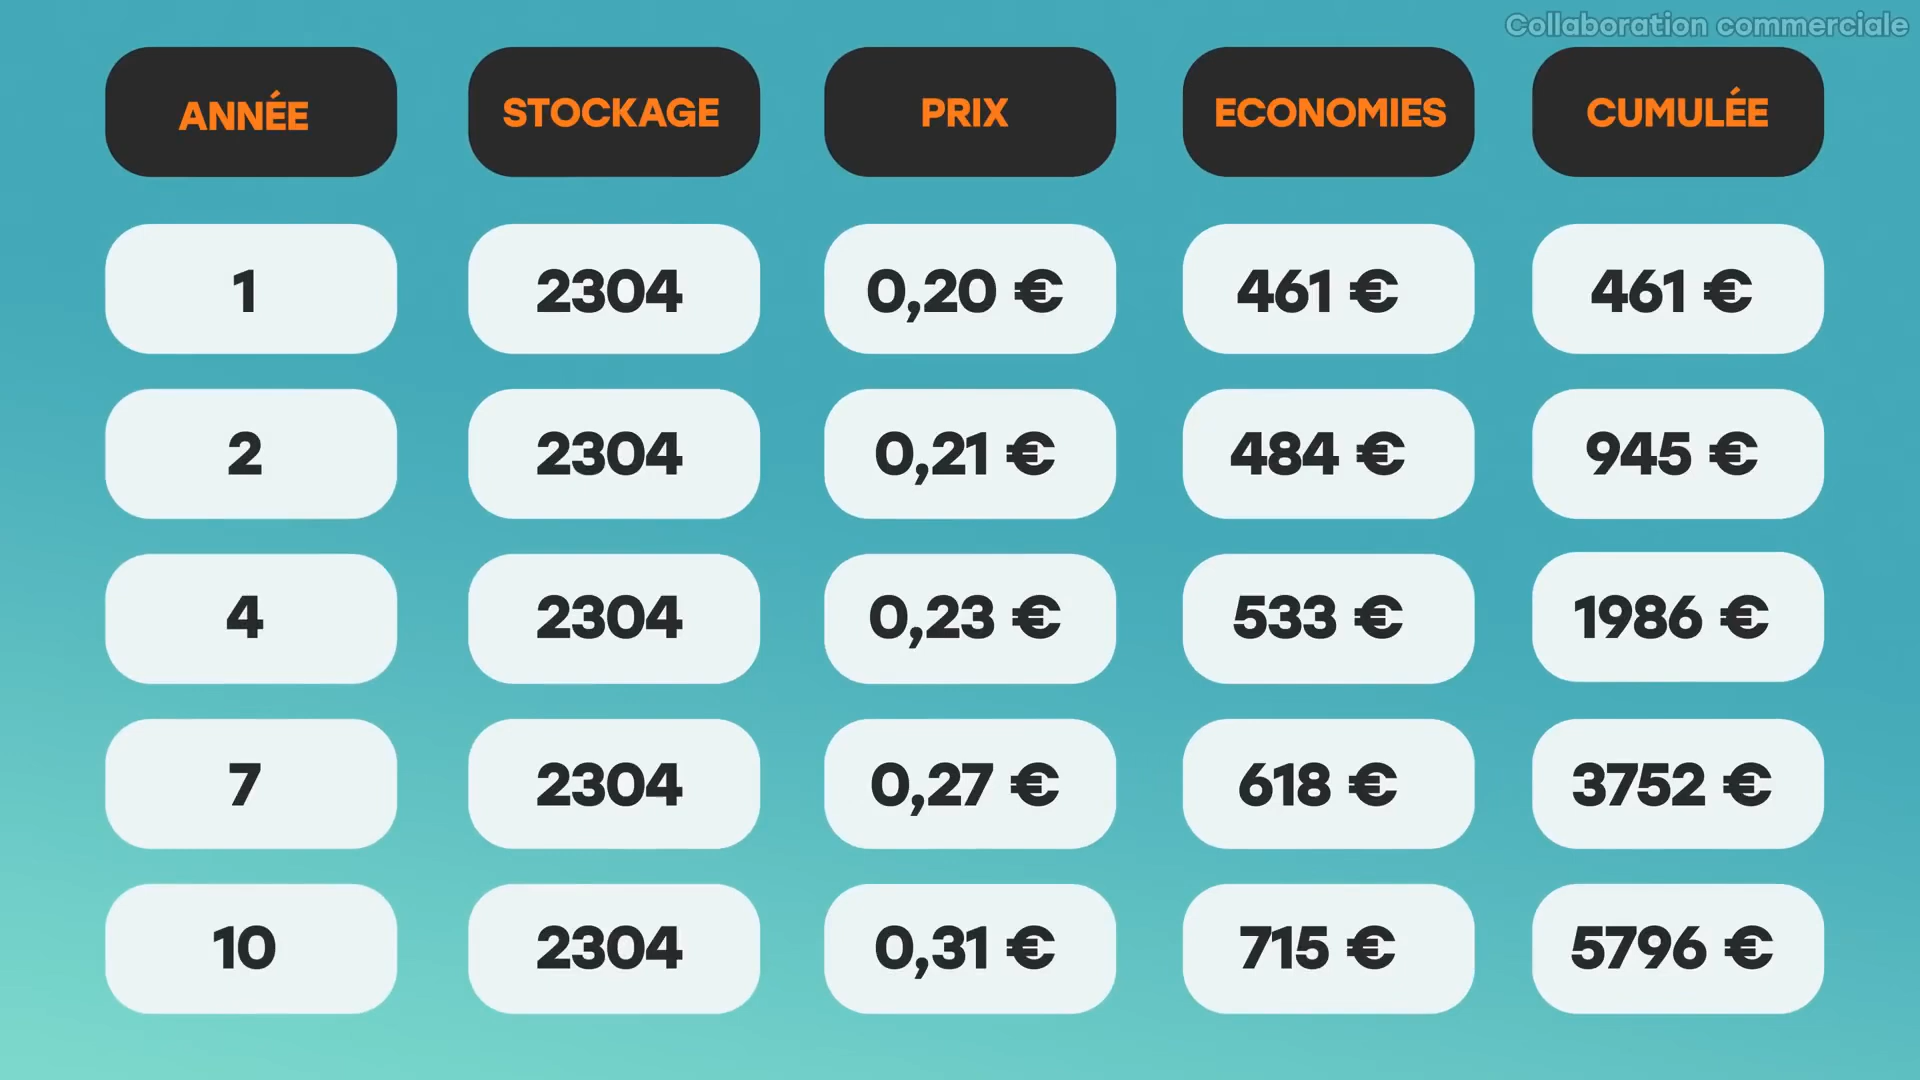 Collaboration commerciale
ANNÉE STOCKAGE PRIX ECONOMIES CUMULÉE
1 2304 0,20 € 461 € 461 €
2 2304 0,21 € 484 € 945 €
4 2304 0,23 € 533 € 1986 €
7 2304 0,27 € 618 € 3752 €
10 2304 0,31 € 715 € 5796 €